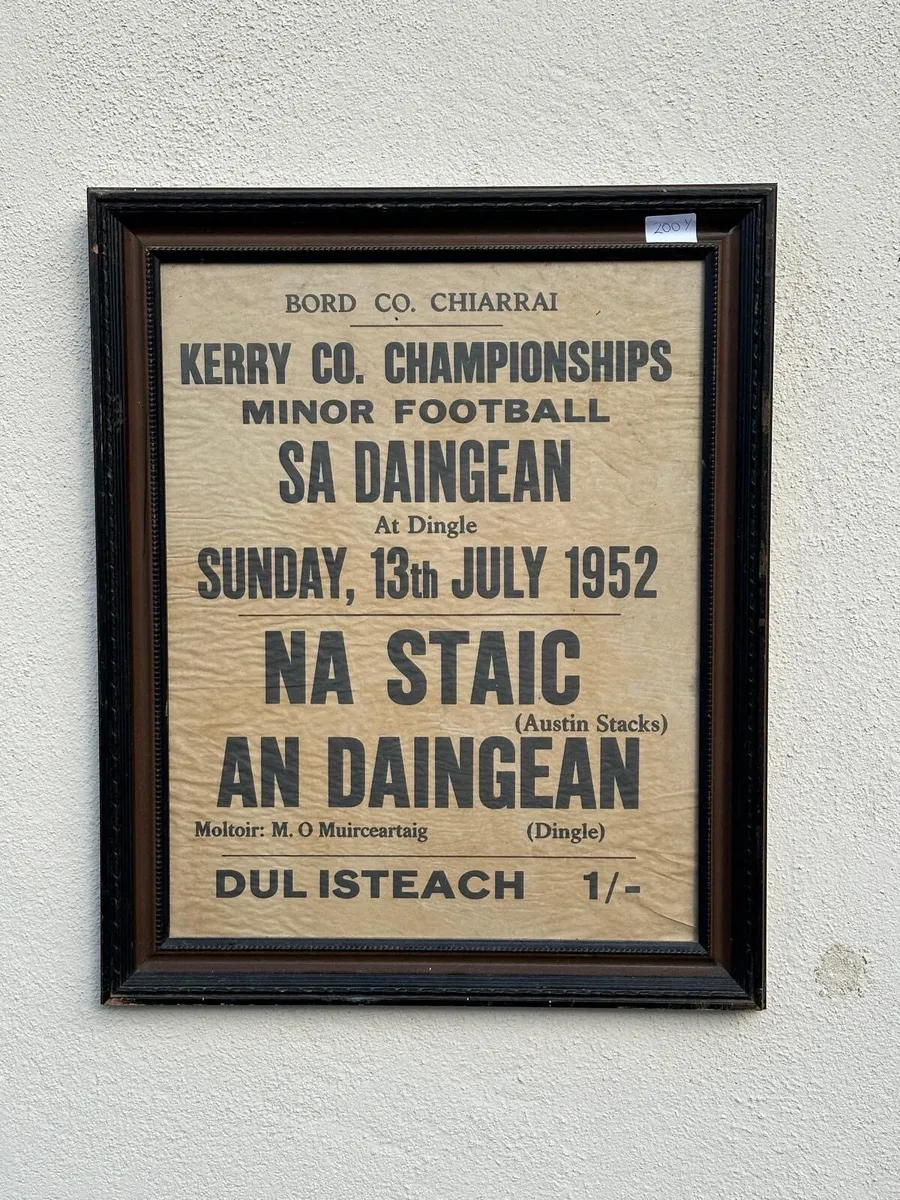 200 Y
BORD CO. CHIARRAI
KERRY CO. CHAMPIONSHIPS
MINOR FOOTBALL
SA DAINGEAN
At Dingle
SUNDAY, 13th JULY 1952
NA STAIC
(Austin Stacks)
AN DAINGEAN
Moltoir: M. O Muirceartaig (Dingle)
DUL ISTEACH 1/-